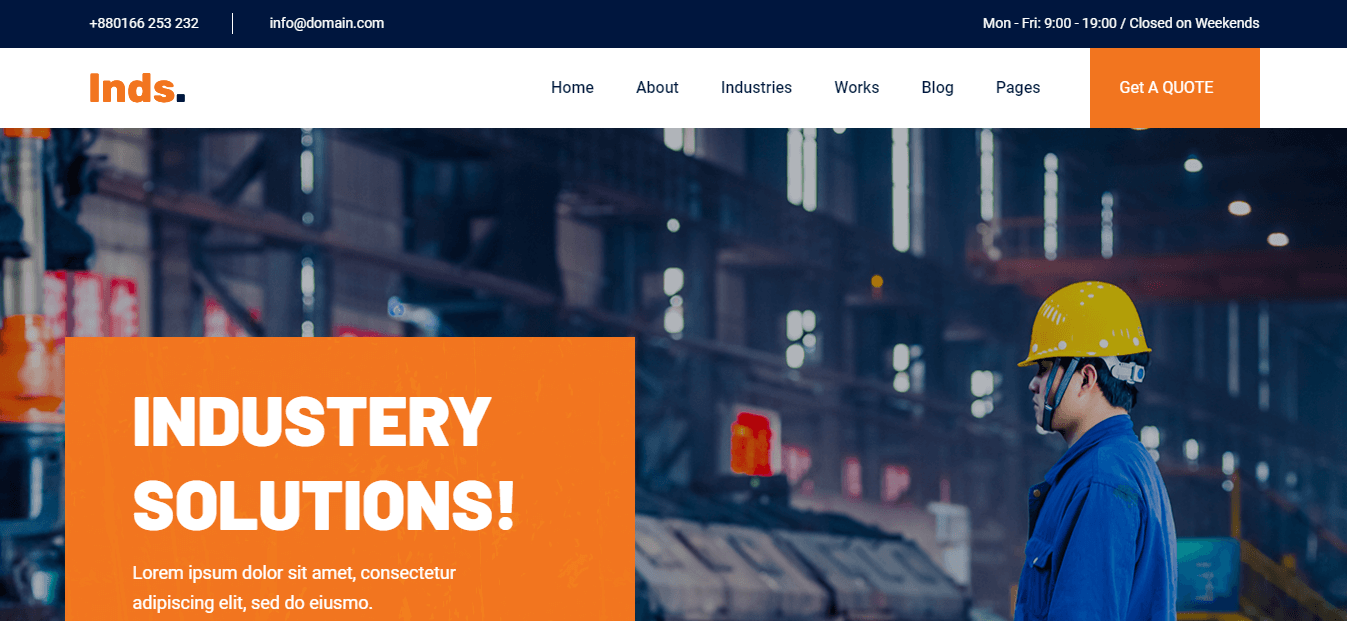 +880166 253 232
info@domain.com
Mon - Fri: 9:00 - 19:00 / Closed on Weekends
Inds.
Home
About
Industries
Works
Blog
Pages
Get A QUOTE
INDUSTERY
SOLUTIONS!
Lorem ipsum dolor sit amet, consectetur
adipiscing elit, sed do eiusmo.